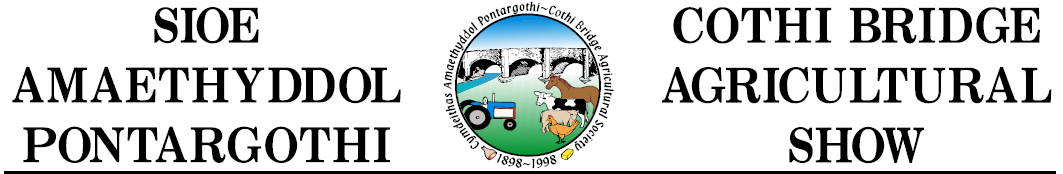 SIOE
AMAETHYDDOL
PONTARGOTHI
Cymdeithas Amaethyddol Pontargothi~Cothi Bridge Agricultural Society
1898~1998
COTHI BRIDGE
AGRICULTURAL
SHOW